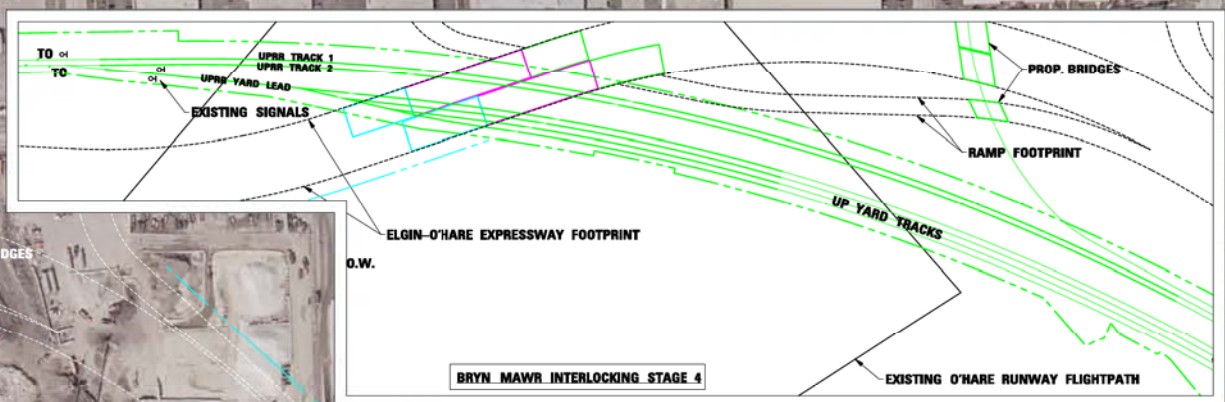 TO
TO
UPRR TRACK 1
UPRR TRACK 2
UPRR YARD LEAD
EXISTING SIGNALS
PROP. BRIDGES
RAMP FOOTPRINT
UP YARD TRACKS
ELGIN-O'HARE EXPRESSWAY FOOTPRINT
DGES
O.W.
BRYN MAWR INTERLOCKING STAGE 4
EXISTING O'HARE RUNWAY FLIGHTPATH